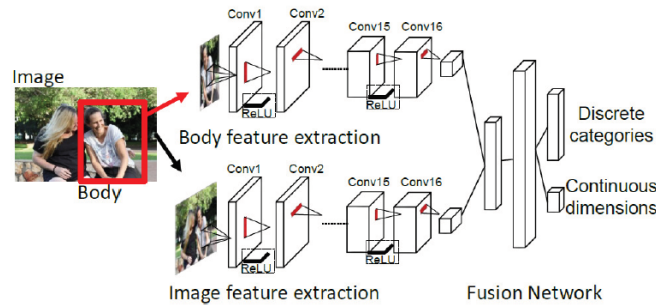 Image
Body
Conv1
Conv2
Conv15
Conv16
ReLU
ReLU
Body feature extraction
Conv1
Conv2
Conv15
Conv16
ReLU
ReLU
Image feature extraction
Discrete
categories
Continuous
dimensions
Fusion Network